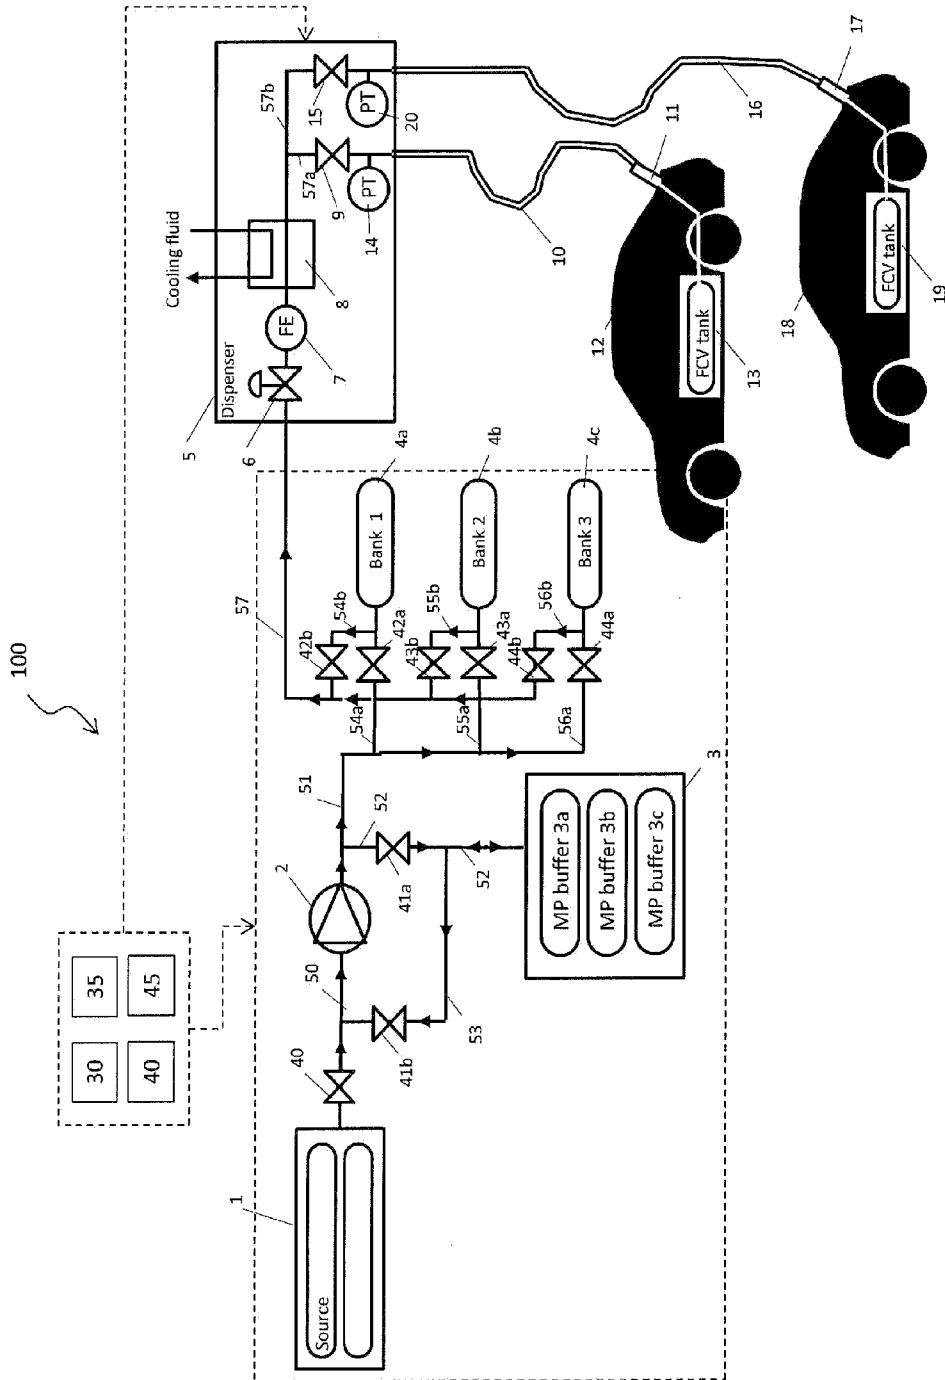 100
30
35
40
45
1
Source
40
50
2
51
52
41a
52
41b
53
3
MP buffer 3a
MP buffer 3b
MP buffer 3c
57
54b
42b
42a
54a
Bank 1
4a
55b
43b
43a
55a
Bank 2
4b
56b
44b
44a
56a
Bank 3
4c
5
Dispenser
6
FE
7
8
Cooling fluid
57b
57a
15
9
PT
20
PT
14
10
11
12
FCV tank
13
16
17
18
FCV tank
19